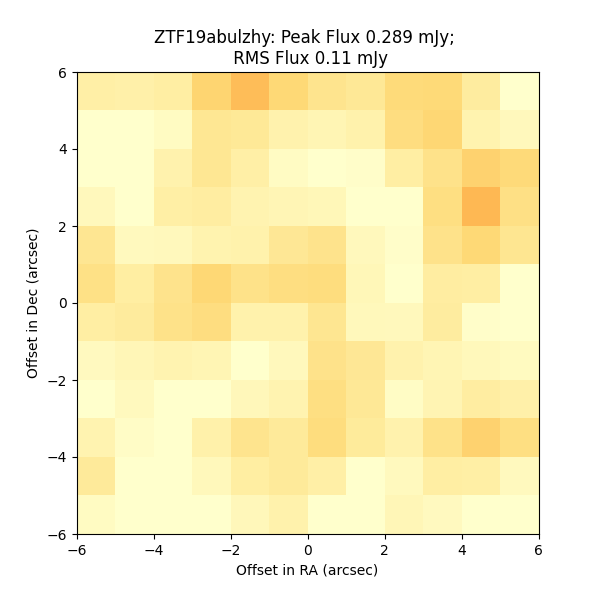 ZTF19abulzhy: Peak Flux 0.289 mJy;
RMS Flux 0.11 mJy
6
4
2
0
−2
−4
−6
Offset in Dec (arcsec)
−6 −4 −2 0 2 4 6
Offset in RA (arcsec)